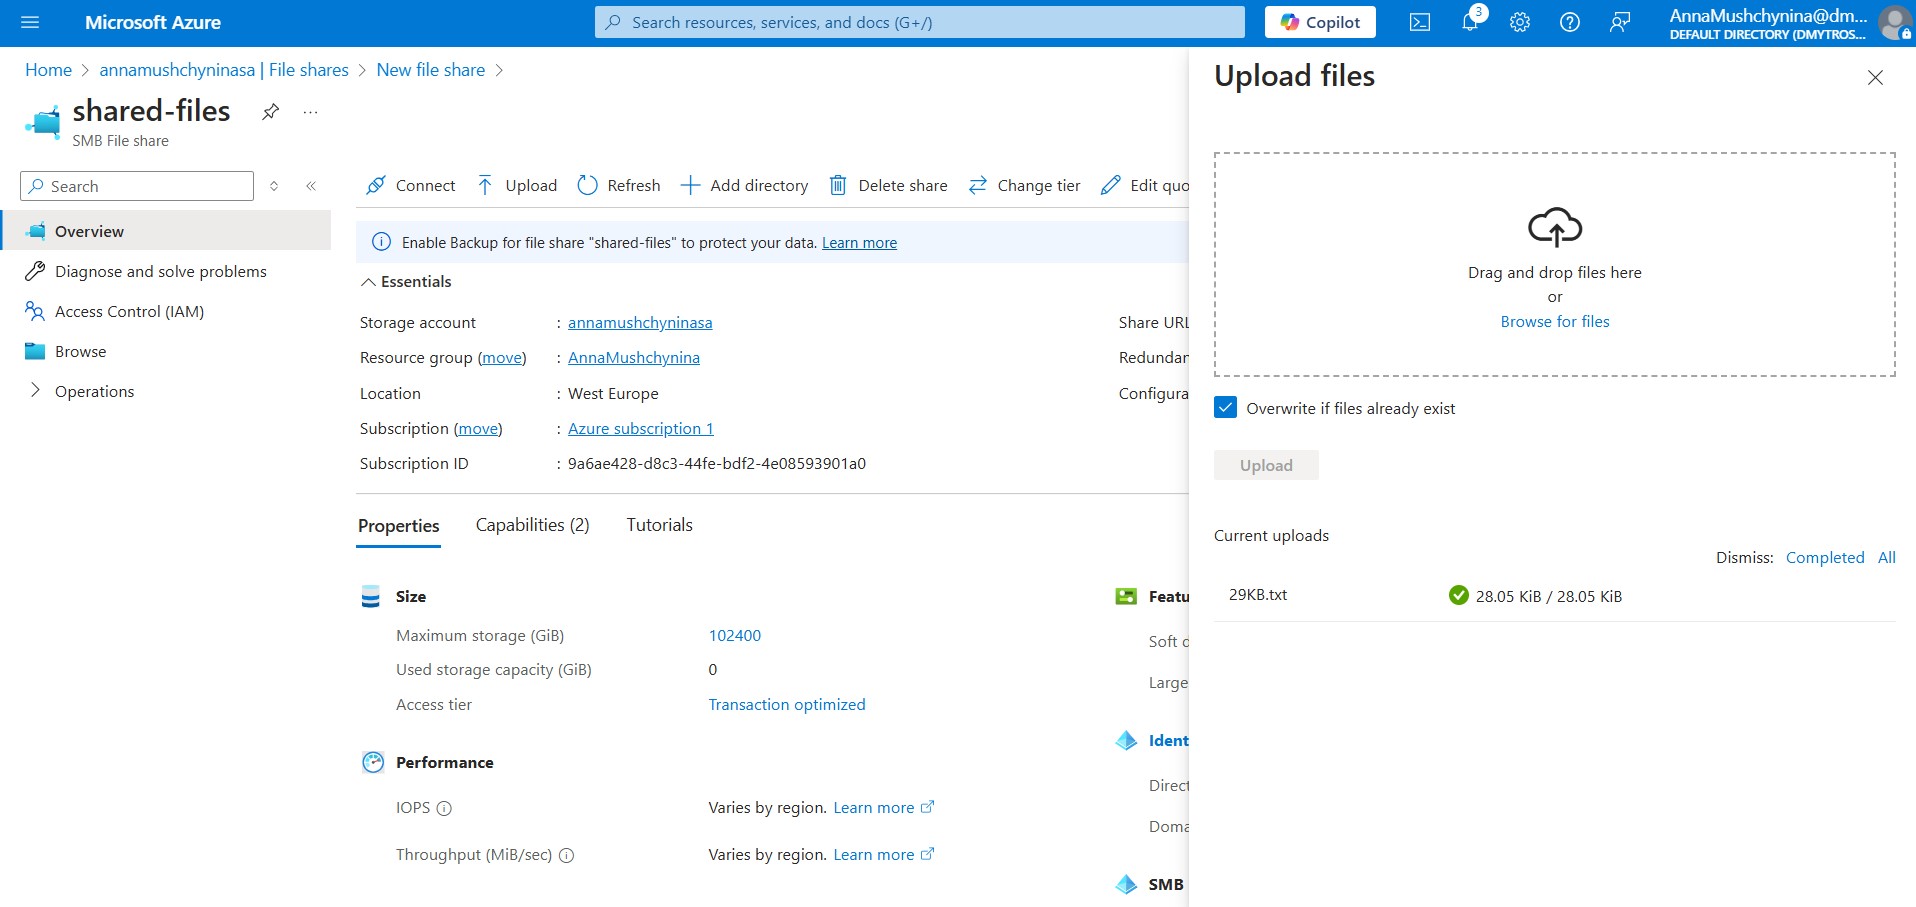 Microsoft Azure
Search resources, services, and docs (G+/)
Copilot
3
AnnaMushchynina@dm...
DEFAULT DIRECTORY (DMYTROS...
Home > annamushchyninasa | File shares > New file share >
shared-files
...
SMB File share
Search
Overview
Diagnose and solve problems
Access Control (IAM)
Browse
Operations
Connect Upload Refresh Add directory Delete share Change tier Edit quo
Enable Backup for file share "shared-files" to protect your data. Learn more
Essentials
Storage account : annamushchyninasa
Resource group (move) : AnnaMushchynina
Location : West Europe
Subscription (move) : Azure subscription 1
Subscription ID : 9a6ae428-d8c3-44fe-bdf2-4e08593901a0
Share URL
Redundan
Configura
Properties Capabilities (2) Tutorials
Size
Maximum storage (GiB) 102400
Used storage capacity (GiB) 0
Access tier Transaction optimized
Performance
IOPS Varies by region. Learn more
Throughput (MiB/sec) Varies by region. Learn more
Featu
Soft d
Large
Ident
Direct
Doma
SMB
Upload files
Drag and drop files here
or
Browse for files
Overwrite if files already exist
Upload
Current uploads
Dismiss: Completed All
29KB.txt 28.05 KiB / 28.05 KiB